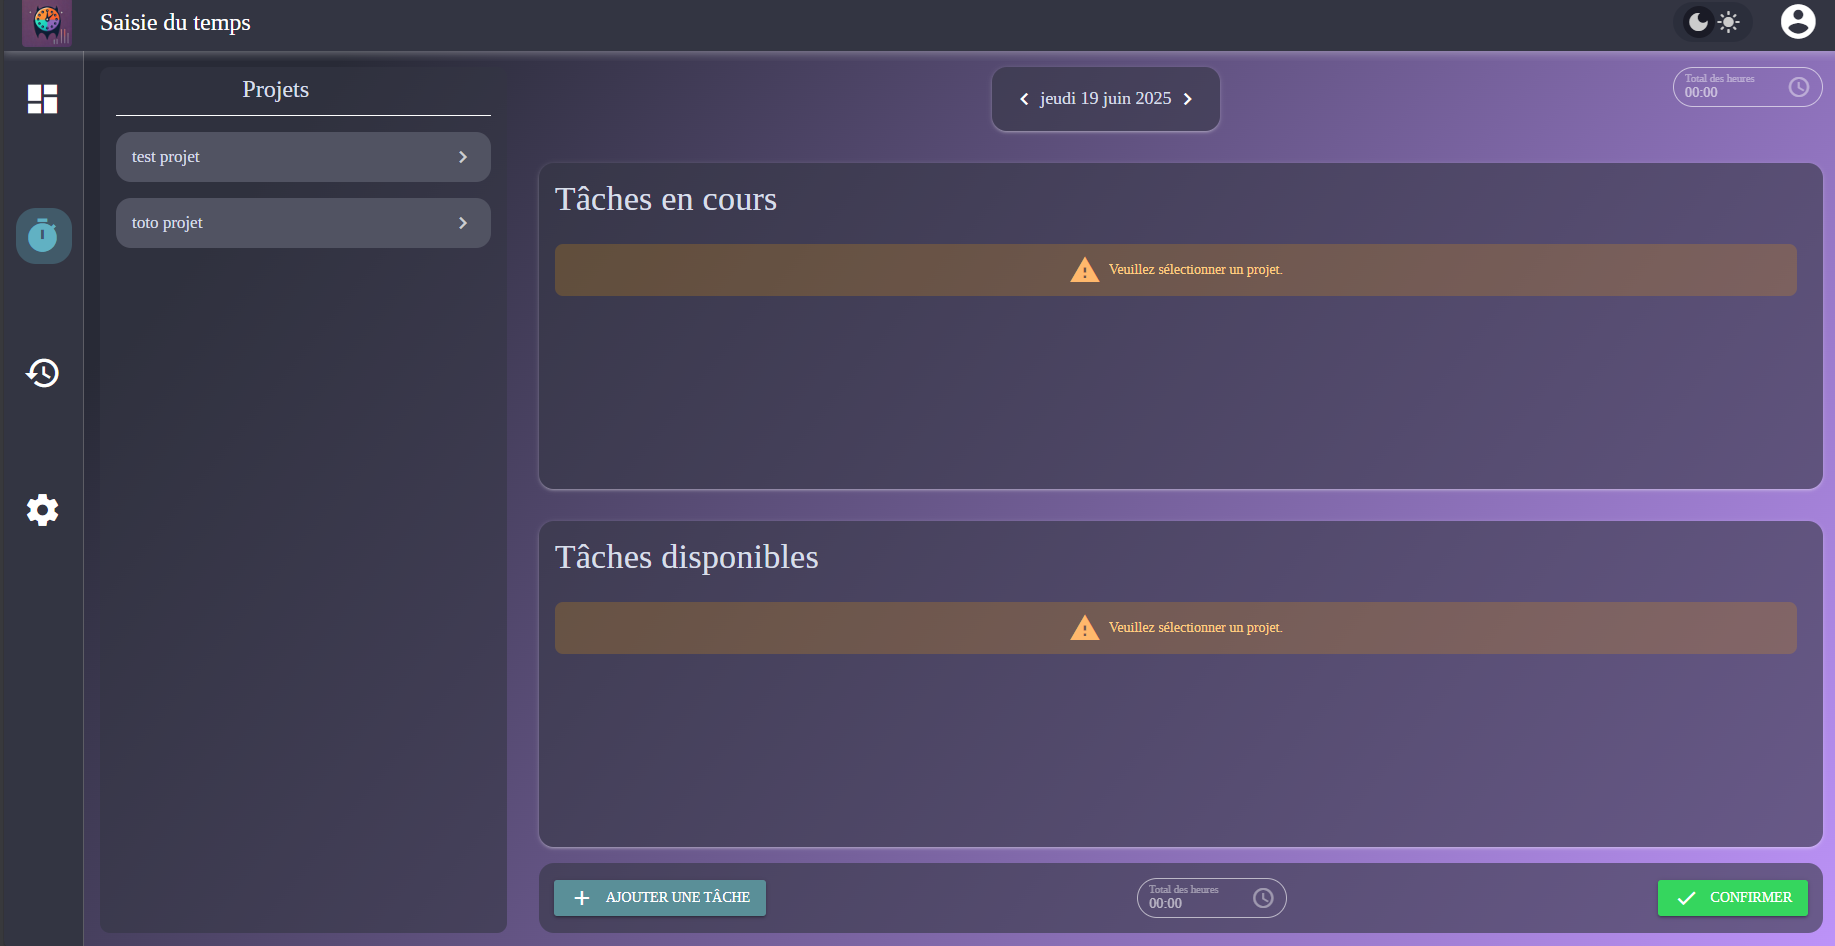 Saisie du temps
Projets
test projet
toto projet
jeudi 19 juin 2025
Total des heures
00:00
Tâches en cours
Veuillez sélectionner un projet.
Tâches disponibles
Veuillez sélectionner un projet.
AJOUTER UNE TÂCHE
Total des heures
00:00
CONFIRMER